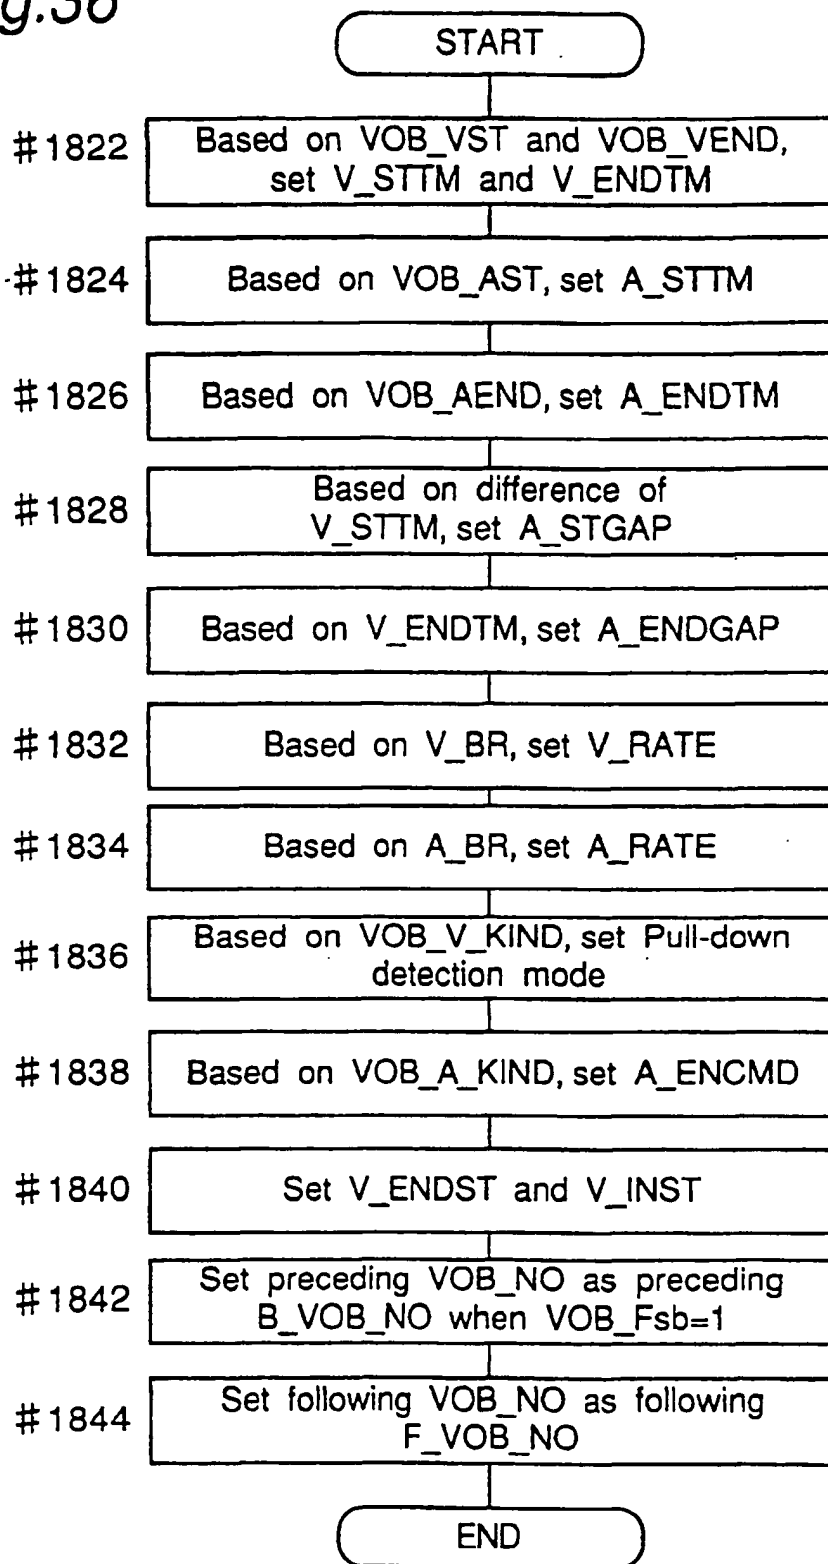 g.36
START
#1822
Based on VOB_VST and VOB_VEND,
set V_STTM and V_ENDTM
#1824
Based on VOB_AST, set A_STTM
#1826
Based on VOB_AEND, set A_ENDTM
#1828
Based on difference of
V_STTM, set A_STGAP
#1830
Based on V_ENDTM, set A_ENDGAP
#1832
Based on V_BR, set V_RATE
#1834
Based on A_BR, set A_RATE
#1836
Based on VOB_V_KIND, set Pull-down
detection mode
#1838
Based on VOB_A_KIND, set A_ENCMD
#1840
Set V_ENDST and V_INST
#1842
Set preceding VOB_NO as preceding
B_VOB_NO when VOB_Fsb=1
#1844
Set following VOB_NO as following
F_VOB_NO
END